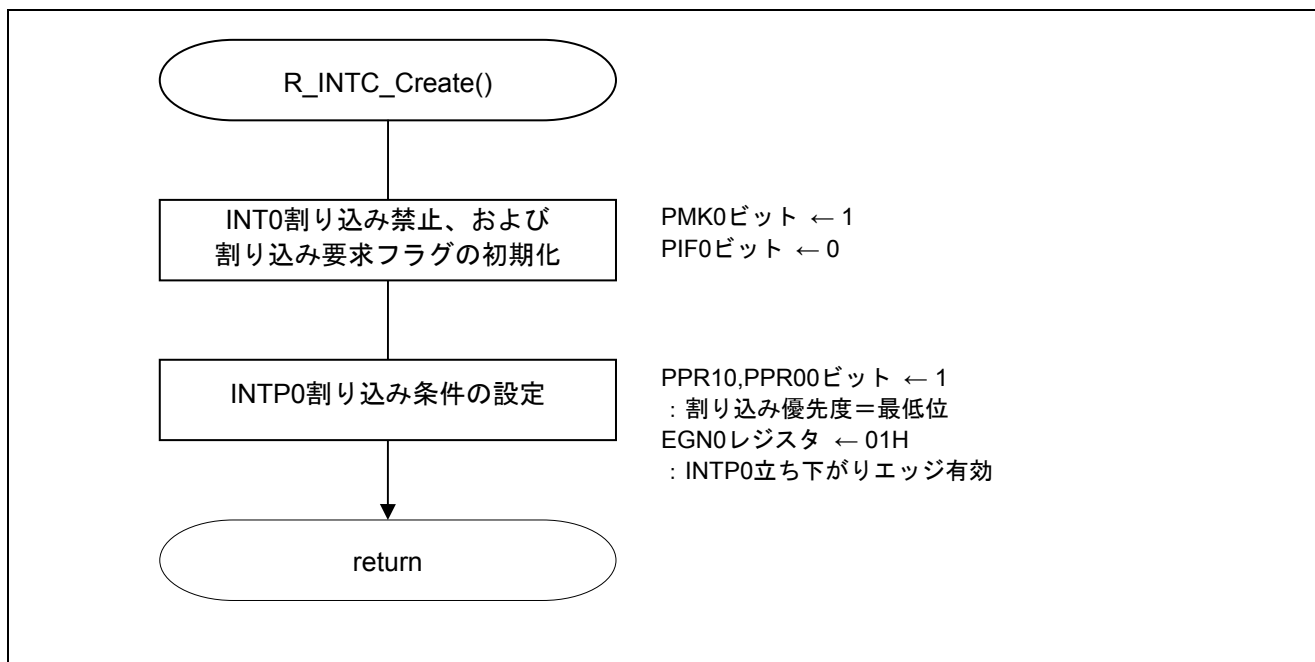 R_INTC_Create()
INT0割り込み禁止、および
割り込み要求フラグの初期化
PMK0ビット ← 1
PIF0ビット ← 0
INTP0割り込み条件の設定
PPR10,PPR00ビット ← 1
：割り込み優先度＝最低位
EGN0レジスタ ← 01H
：INTP0立ち下がりエッジ有効
return